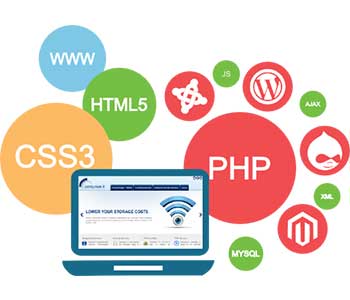 WWW
JS
HTML5
AJAX
CSS3
PHP
XML
LOWER YOUR STORAGE COSTS
MYSQL